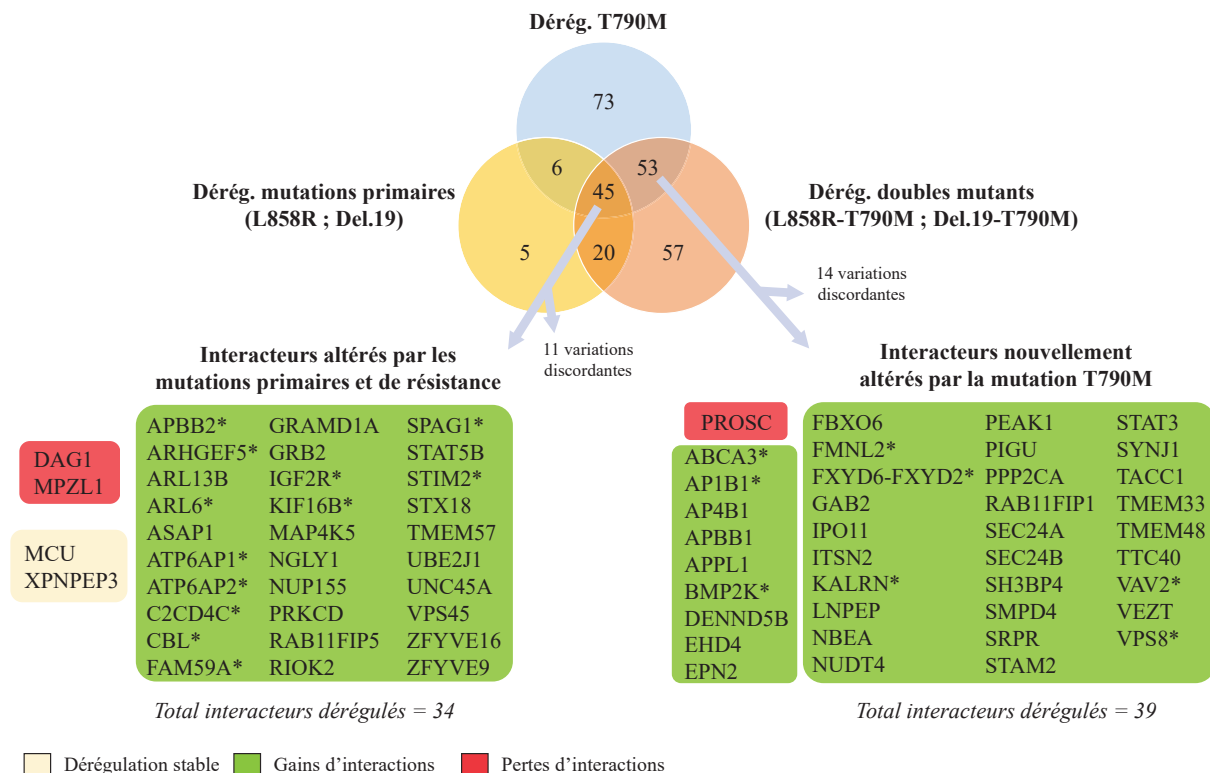 Dérég. T790M
73
6
53
45
Dérég. mutations primaires
(L858R ; Del.19)
Dérég. doubles mutants
(L858R-T790M ; Del.19-T790M)
5
20
57
14 variations
discordantes
11 variations
discordantes
Interacteurs altérés par les
mutations primaires et de résistance
DAG1
MPZL1
MCU
XPNPEP3
APBB2* GRAMD1A SPAG1*
ARHGEF5* GRB2 STAT5B
ARL13B IGF2R* STIM2*
ARL6* KIF16B* STX18
ASAP1 MAP4K5 TMEM57
ATP6AP1* NGLY1 UBE2J1
ATP6AP2* NUP155 UNC45A
C2CD4C* PRKCD VPS45
CBL* RAB11FIP5 ZFYVE16
FAM59A* RIOK2 ZFYVE9
Total interacteurs dérégulés = 34
Interacteurs nouvellement
altérés par la mutation T790M
PROSC
ABCA3*
AP1B1*
AP4B1
APBB1
APPL1
BMP2K*
DENND5B
EHD4
EPN2
FBXO6 PEAK1 STAT3
FMNL2* PIGU SYNJ1
FXYD6-FXYD2* PPP2CA TACC1
GAB2 RAB11FIP1 TMEM33
IPO11 SEC24A TMEM48
ITSN2 SEC24B TTC40
KALRN* SH3BP4 VAV2*
LNPEP SMPD4 VEZT
NBEA SRPR VPS8*
NUDT4 STAM2
Total interacteurs dérégulés = 39
Dérégulation stable Gains d'interactions Pertes d'interactions